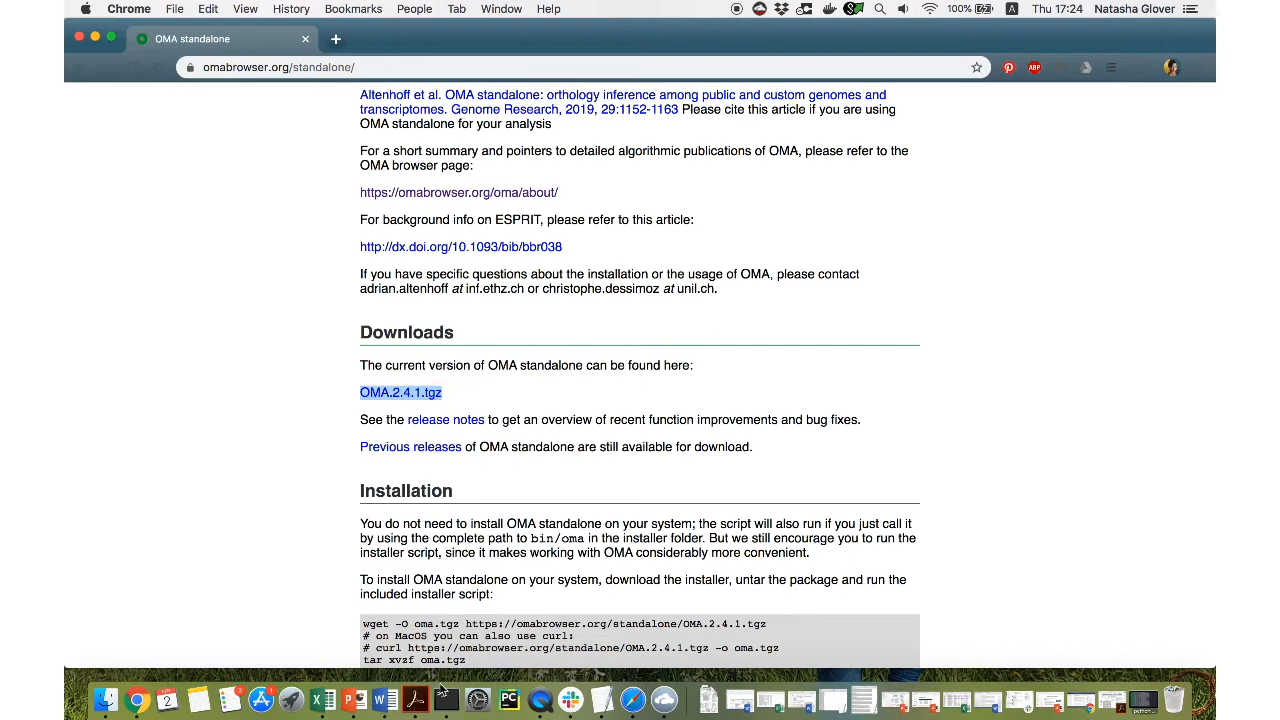 Chrome File Edit View History Bookmarks People Tab Window Help 100% A Thu 17:24 Natasha Glover
OMA standalone
omabrowser.org/standalone/ ABP
Altenhoff et al. OMA standalone: orthology inference among public and custom genomes and
transcriptomes. Genome Research, 2019, 29:1152-1163 Please cite this article if you are using
OMA standalone for your analysis
For a short summary and pointers to detailed algorithmic publications of OMA, please refer to the
OMA browser page:
https://omabrowser.org/oma/about/
For background info on ESPRIT, please refer to this article:
http://dx.doi.org/10.1093/bib/bbr038
If you have specific questions about the installation or the usage of OMA, please contact
adrian.altenhoff at inf.ethz.ch or christophe.dessimoz at unil.ch.
Downloads
The current version of OMA standalone can be found here:
OMA.2.4.1.tgz
See the release notes to get an overview of recent function improvements and bug fixes.
Previous releases of OMA standalone are still available for download.
Installation
You do not need to install OMA standalone on your system; the script will also run if you just call it
by using the complete path to bin/oma in the installer folder. But we still encourage you to run the
installer script, since it makes working with OMA considerably more convenient.
To install OMA standalone on your system, download the installer, untar the package and run the
included installer script:
wget -O oma.tgz https://omabrowser.org/standalone/OMA.2.4.1.tgz
# on MacOS you can also use curl:
# curl https://omabrowser.org/standalone/OMA.2.4.1.tgz -o oma.tgz
tar xvzf oma.tgz